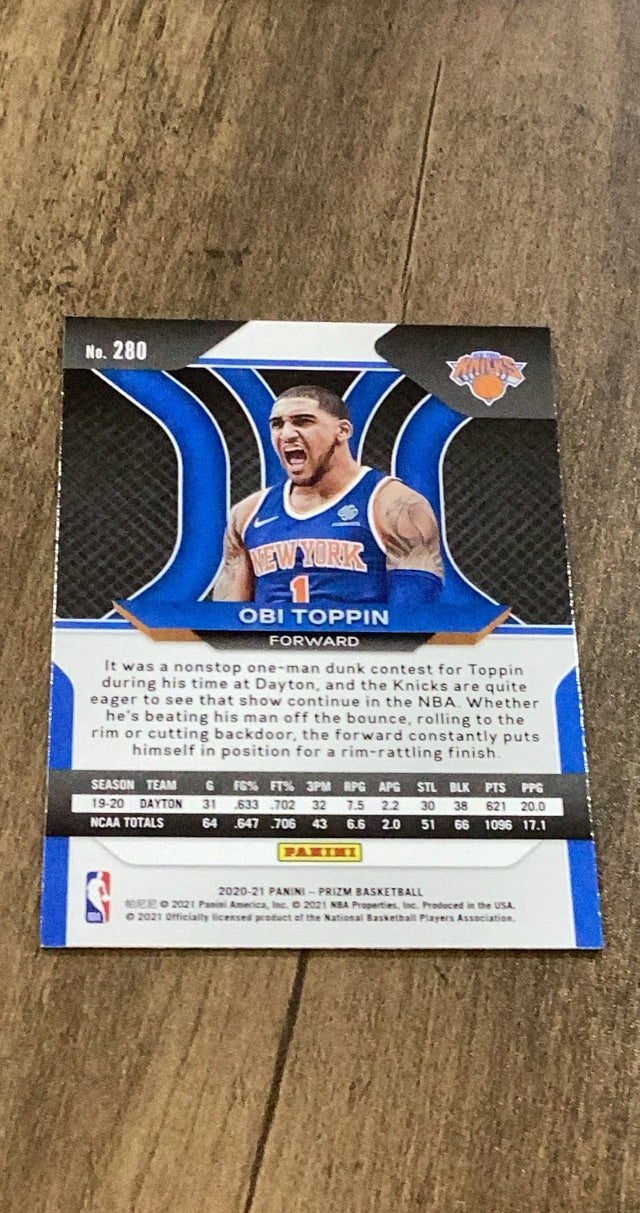 No. 280
NEW YORK
KNICKS
NEW YORK
1
OBI TOPPIN
FORWARD
It was a nonstop one-man dunk contest for Toppin
during his time at Dayton, and the Knicks are quite
eager to see that show continue in the NBA. Whether
he's beating his man off the bounce, rolling to the
rim or cutting backdoor, the forward constantly puts
himself in position for a rim-rattling finish.
SEASON TEAM G FG% FT% 3PM RPG APG STL BLK PTS PPG
19-20 DAYTON 31 .633 .702 32 7.5 2.2 30 38 621 20.0
NCAA TOTALS 64 .647 .706 43 6.6 2.0 51 66 1096 17.1
PANINI
2020-21 PANINI – PRIZM BASKETBALL
帕尼尼 © 2021 Panini America, Inc. © 2021 NBA Properties, Inc. Produced in the USA.
© 2021 Officially licensed product of the National Basketball Players Association.
NBA